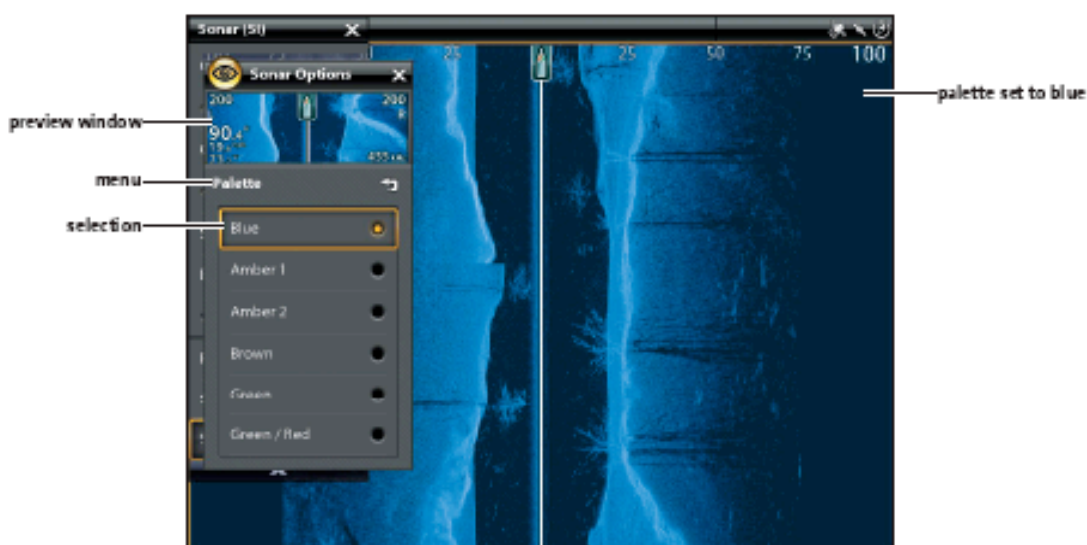 Sonar (SI)
25 25 50 75 100
Sonar Options
200 200
preview window
palette set to blue
90.4
menu
Palette
selection
Blue
Amber 1
Amber 2
Brown
Green
Green / Red